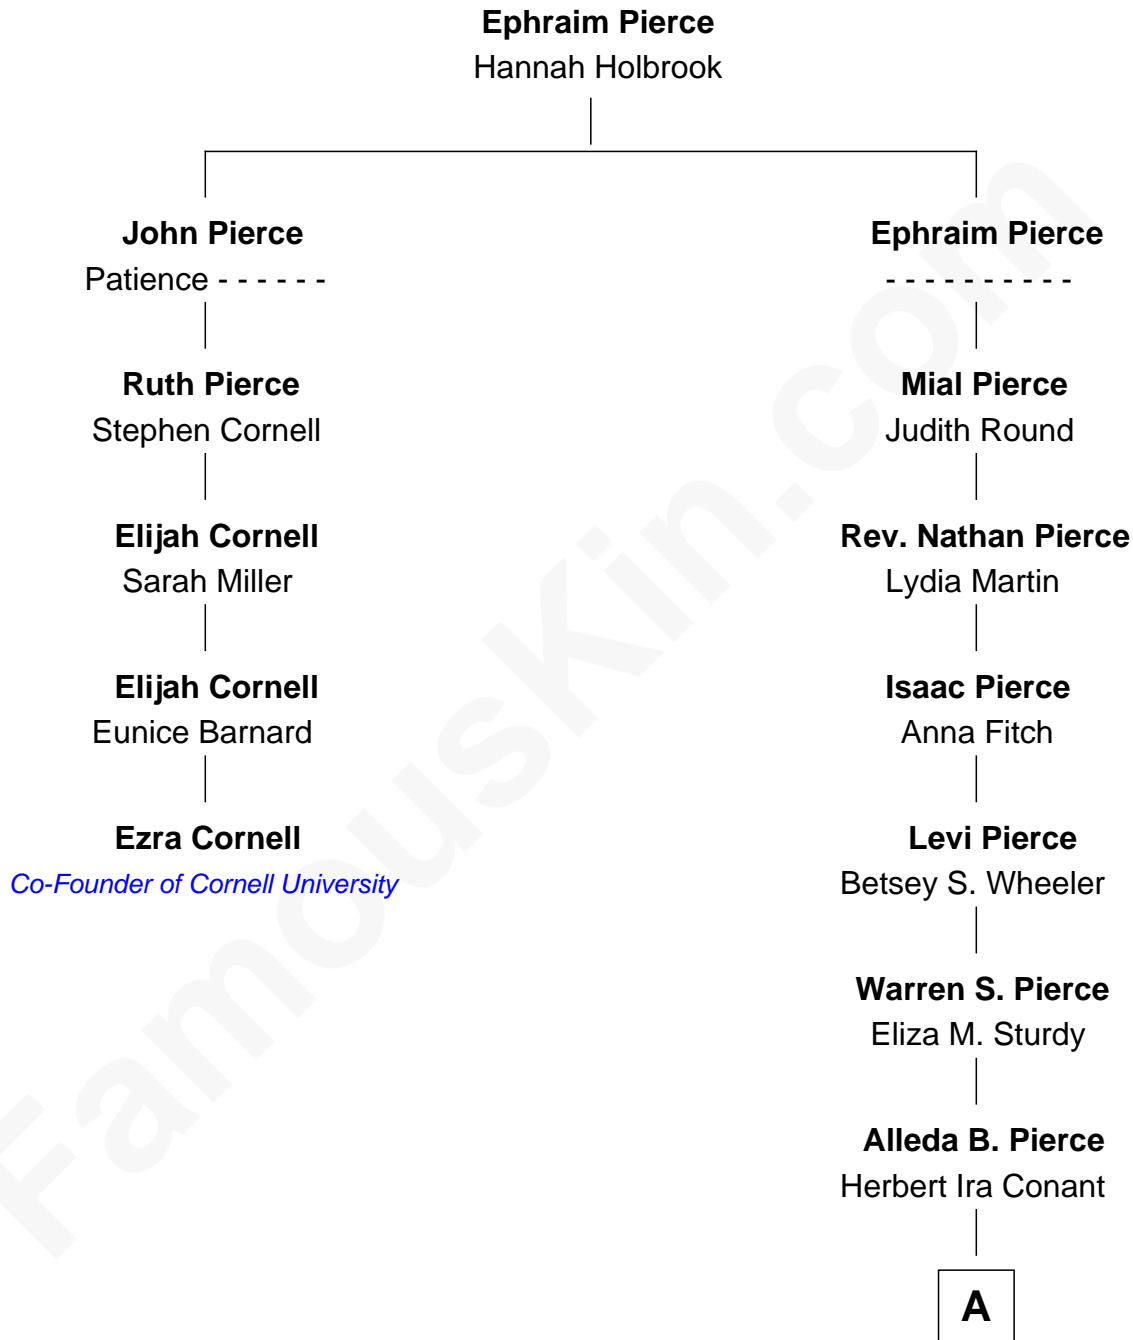 Ephraim Pierce
Hannah Holbrook
John Pierce
Patience - - - - - -
Ephraim Pierce
- - - - - - - - - -
Ruth Pierce
Stephen Cornell
Mial Pierce
Judith Round
Elijah Cornell
Sarah Miller
Rev. Nathan Pierce
Lydia Martin
Elijah Cornell
Eunice Barnard
Isaac Pierce
Anna Fitch
Ezra Cornell
Co-Founder of Cornell University
Levi Pierce
Betsey S. Wheeler
Warren S. Pierce
Eliza M. Sturdy
Alleda B. Pierce
Herbert Ira Conant
A
FamousKin.com